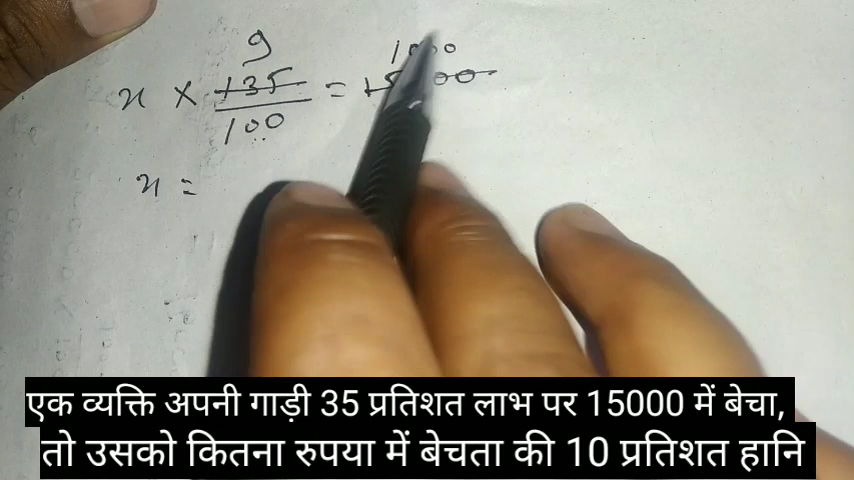 9 1000
x × 135 = 15000
100
x =
एक व्यक्ति अपनी गाड़ी 35 प्रतिशत लाभ पर 15000 में बेचा,
तो उसको कितना रुपया में बेचता की 10 प्रतिशत हानि